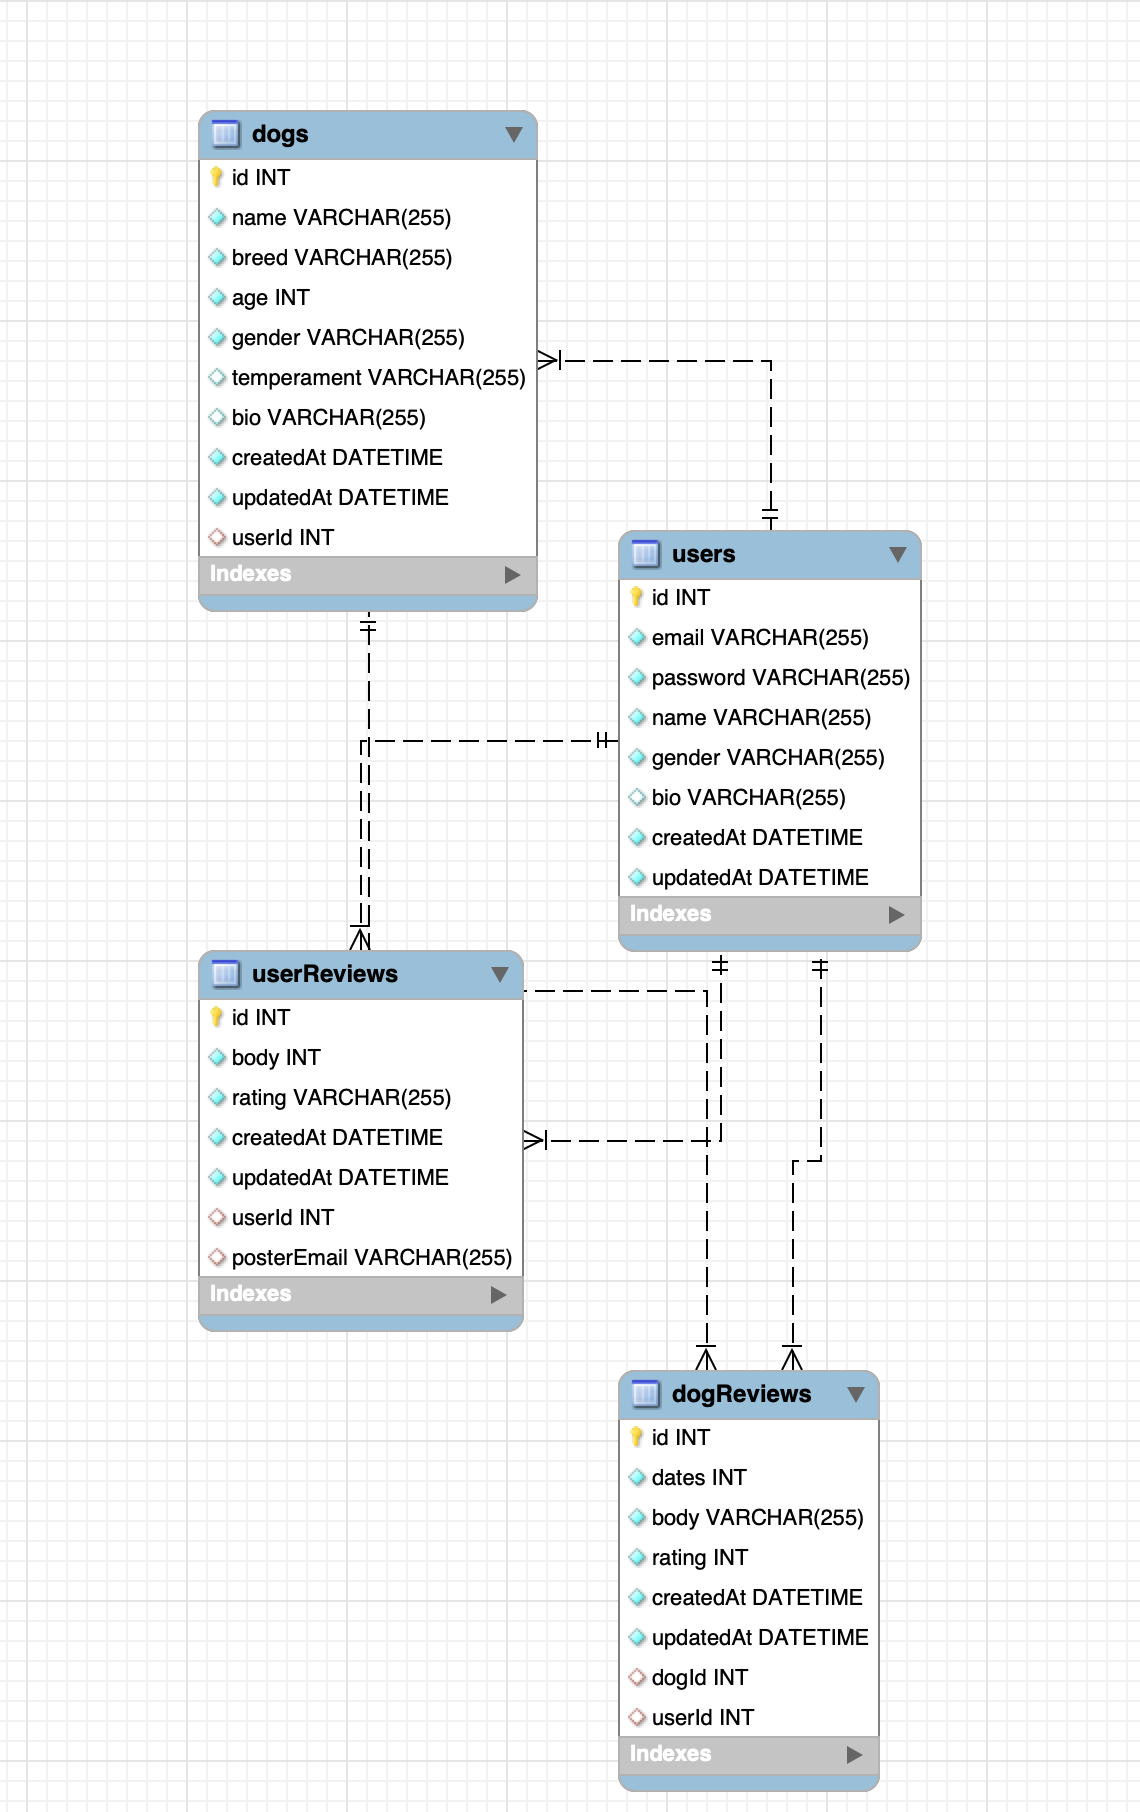 dogs
id INT
name VARCHAR(255)
breed VARCHAR(255)
age INT
gender VARCHAR(255)
temperament VARCHAR(255)
bio VARCHAR(255)
createdAt DATETIME
updatedAt DATETIME
userId INT
Indexes
users
id INT
email VARCHAR(255)
password VARCHAR(255)
name VARCHAR(255)
gender VARCHAR(255)
bio VARCHAR(255)
createdAt DATETIME
updatedAt DATETIME
Indexes
userReviews
id INT
body INT
rating VARCHAR(255)
createdAt DATETIME
updatedAt DATETIME
userId INT
posterEmail VARCHAR(255)
Indexes
dogReviews
id INT
dates INT
body VARCHAR(255)
rating INT
createdAt DATETIME
updatedAt DATETIME
dogId INT
userId INT
Indexes